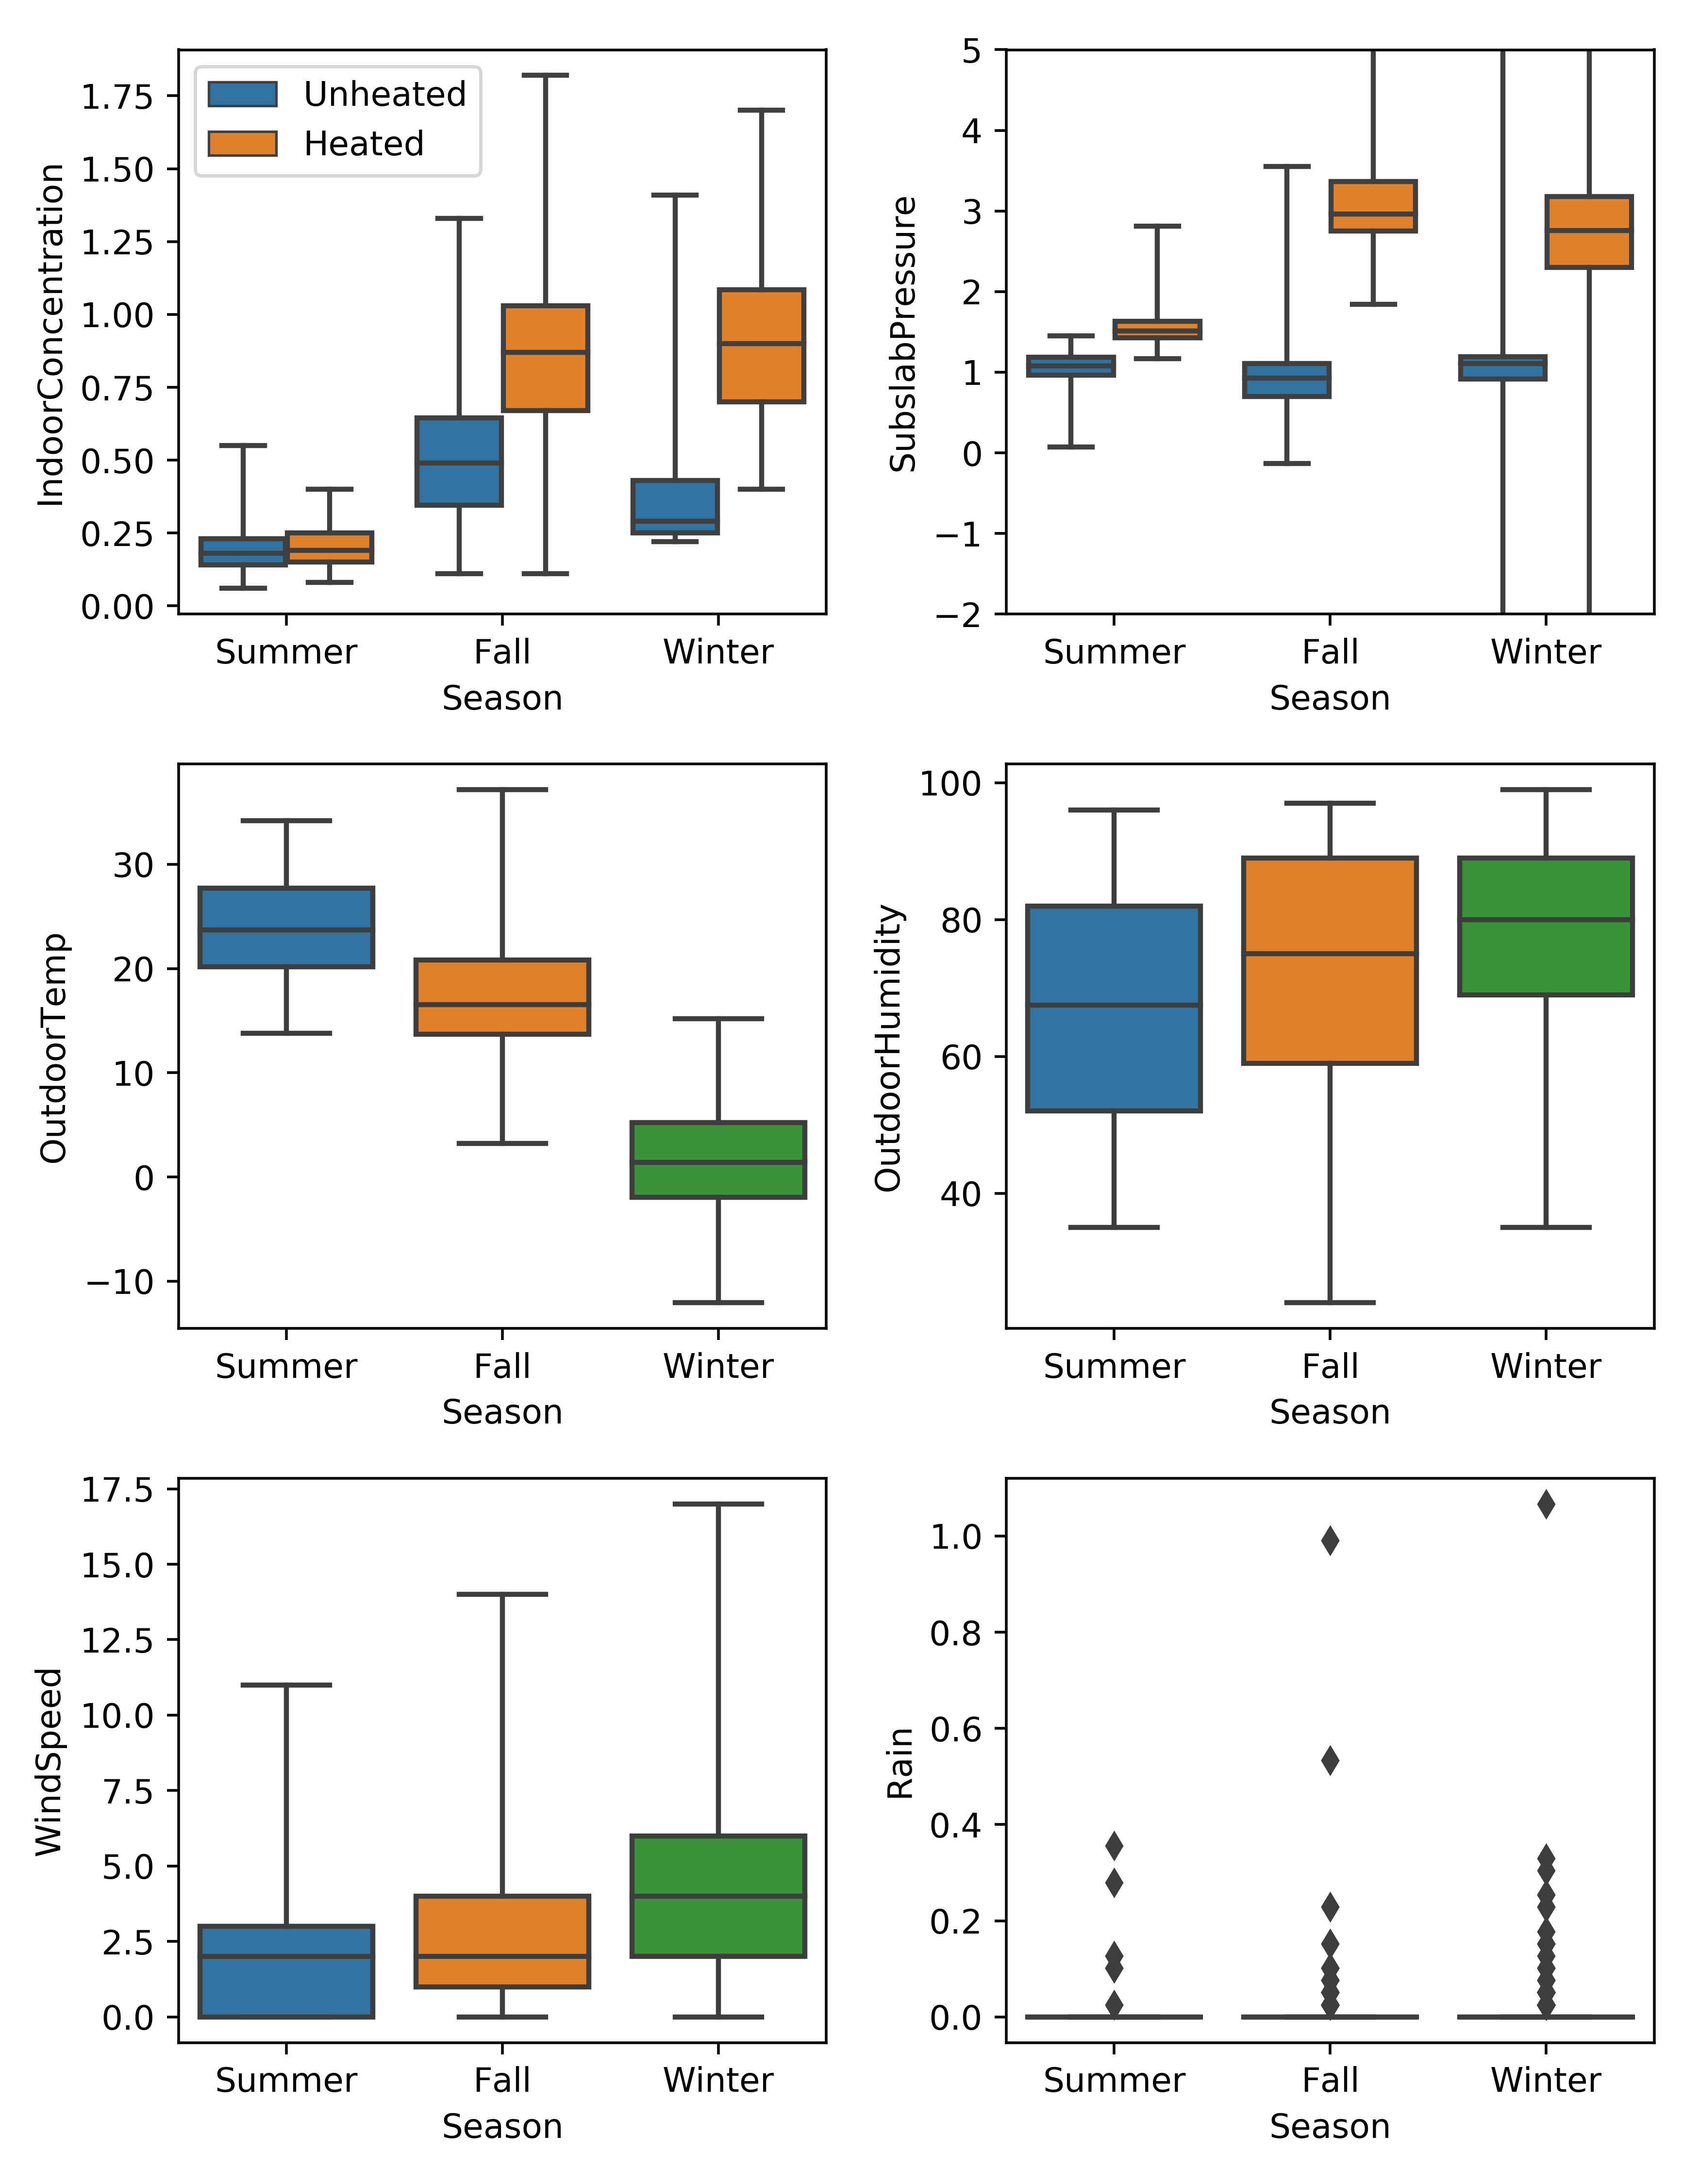 IndoorConcentration
1.75
1.50
1.25
1.00
0.75
0.50
0.25
0.00
Unheated
Heated
Summer Fall Winter
Season
SubslabPressure
5
4
3
2
1
0
−1
−2
Summer Fall Winter
Season
OutdoorTemp
30
20
10
0
−10
Summer Fall Winter
Season
OutdoorHumidity
100
80
60
40
Summer Fall Winter
Season
WindSpeed
17.5
15.0
12.5
10.0
7.5
5.0
2.5
0.0
Summer Fall Winter
Season
Rain
1.0
0.8
0.6
0.4
0.2
0.0
Summer Fall Winter
Season